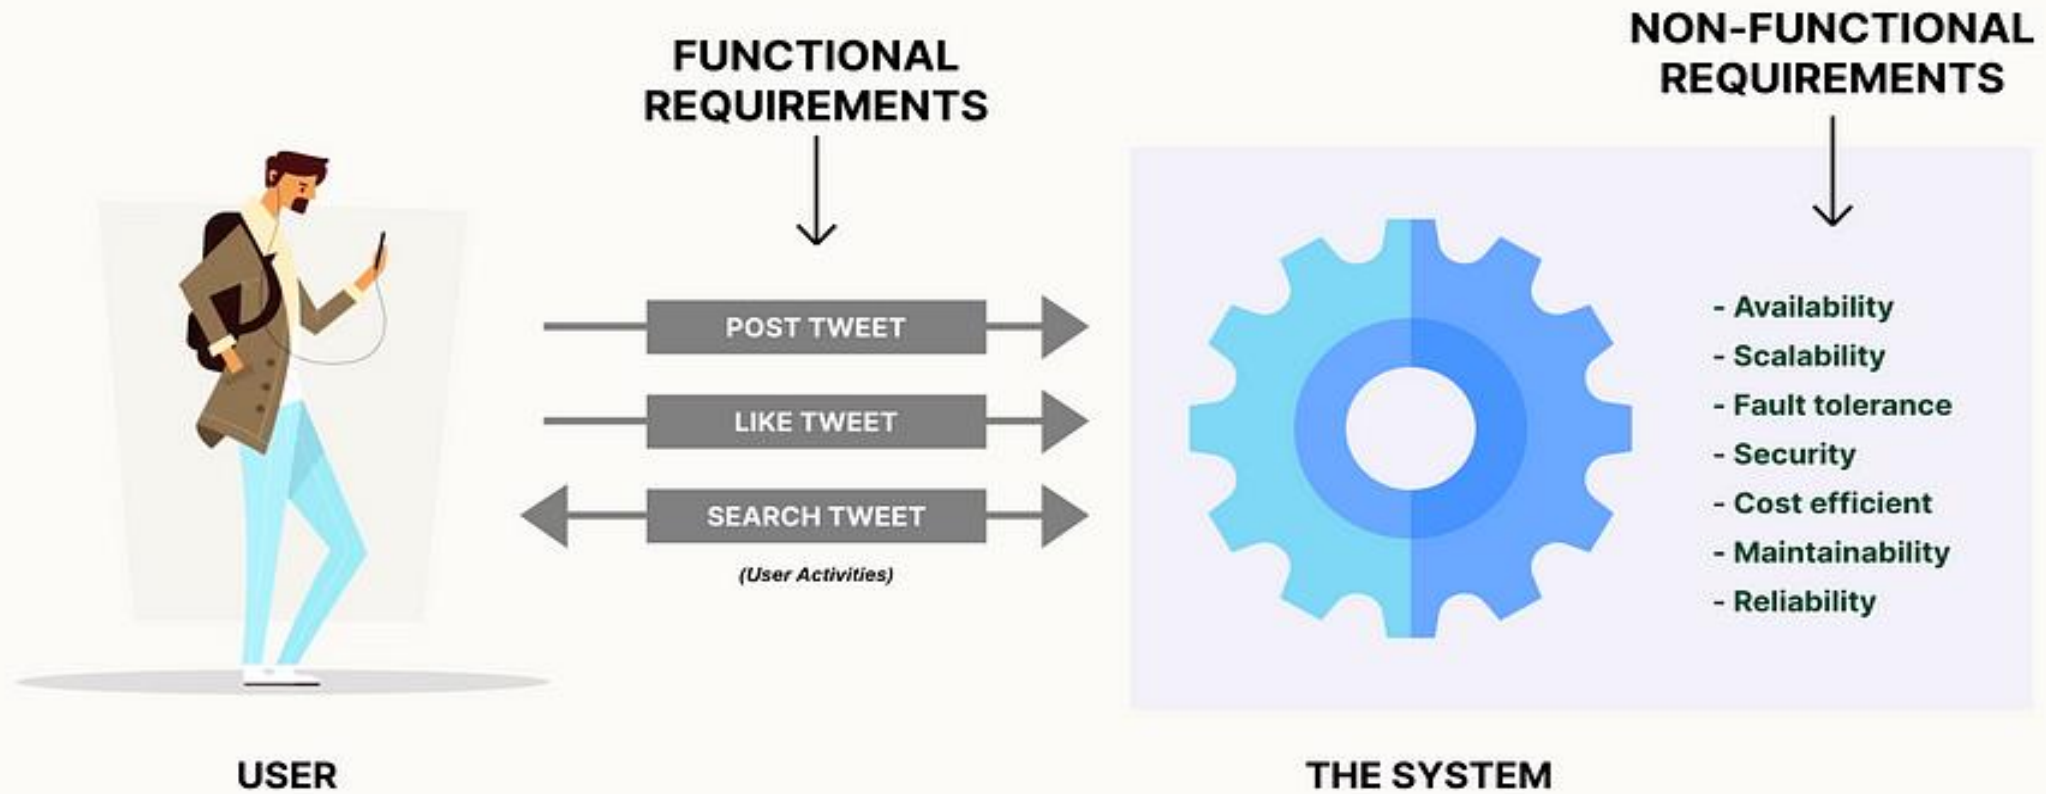 FUNCTIONAL
REQUIREMENTS
NON-FUNCTIONAL
REQUIREMENTS
POST TWEET
LIKE TWEET
SEARCH TWEET
(User Activities)
- Availability
- Scalability
- Fault tolerance
- Security
- Cost efficient
- Maintainability
- Reliability
USER
THE SYSTEM